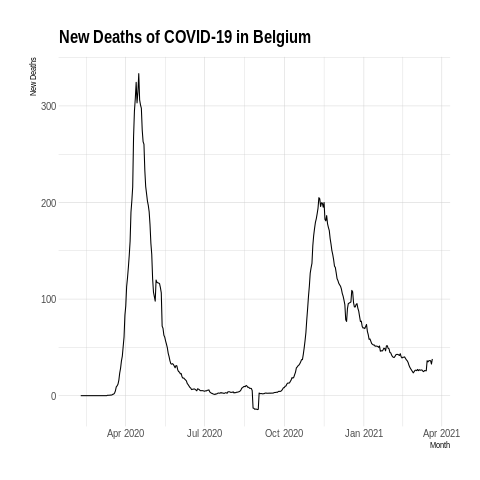 New Deaths of COVID-19 in Belgium
New Deaths
300
200
100
0
Apr 2020 Jul 2020 Oct 2020 Jan 2021 Apr 2021
Month